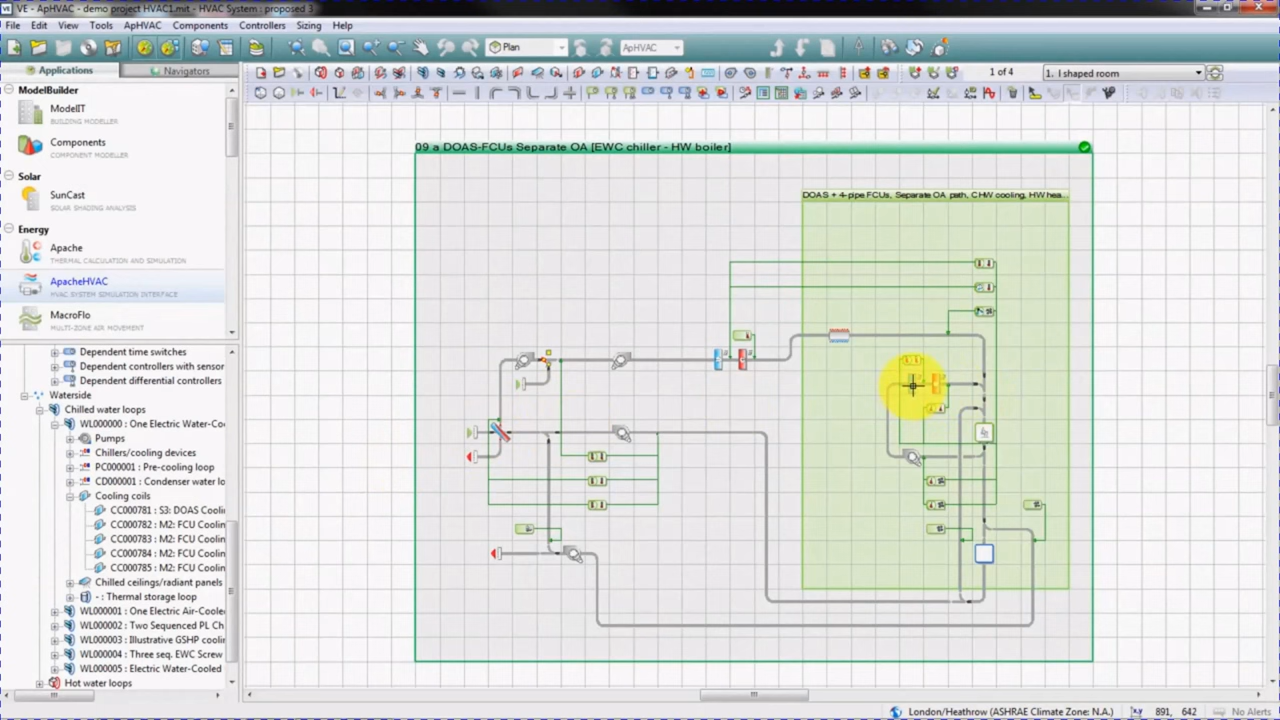 VE - ApHVAC - demo project HVAC1.mit - HVAC System : proposed 3
File Edit View Tools ApHVAC Components Controllers Sizing Help
Plan
ApHVAC
Applications
Navigators
1 of 4
1. I shaped room
ModelBuilder
ModelIT
BUILDING MODELLER
Components
COMPONENT MODELLER
Solar
SunCast
SOLAR SHADING ANALYSIS
Energy
Apache
THERMAL CALCULATION AND SIMULATION
ApacheHVAC
HVAC SYSTEM SIMULATION INTERFACE
MacroFlo
MULTI-ZONE AIR MOVEMENT
Dependent time switches
Dependent controllers with sensor
Dependent differential controllers
Waterside
Chilled water loops
WL000000 : One Electric Water-Co
Pumps
Chillers/cooling devices
PC000001 : Pre-cooling loop
CD000001 : Condenser water lo
Cooling coils
CC000781 : S3: DOAS Coolin
CC000782 : M2: FCU Coolin
CC000783 : M2: FCU Coolin
CC000784 : M2: FCU Coolin
CC000785 : M2: FCU Coolin
Chilled ceilings/radiant panels
- : Thermal storage loop
WL000001 : One Electric Air-Cooled
WL000002 : Two Sequenced PL Ch
WL000003 : Illustrative GSHP coolin
WL000004 : Three seq. EWC Screw
WL000005 : Electric Water-Cooled
Hot water loops
09 a DOAS-FCUs Separate OA [EWC chiller - HW boiler]
DOAS + 4-pipe FCUs, Separate OA path, CHW cooling, HW hea...
London/Heathrow (ASHRAE Climate Zone: N.A.)
891, 642
No Alerts